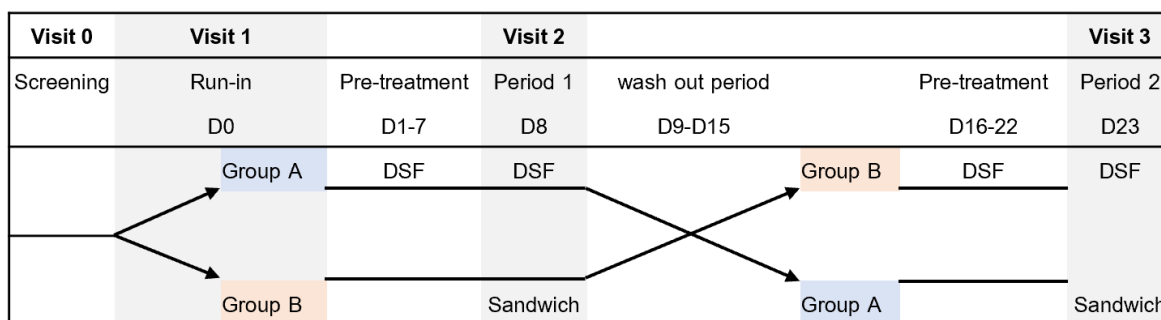 Visit 0 Visit 1 Visit 2 Visit 3
Screening Run-in Pre-treatment Period 1 wash out period Pre-treatment Period 2
D0 D1-7 D8 D9-D15 D16-22 D23
Group A DSF DSF Group B DSF DSF
Group B Sandwich Group A Sandwich